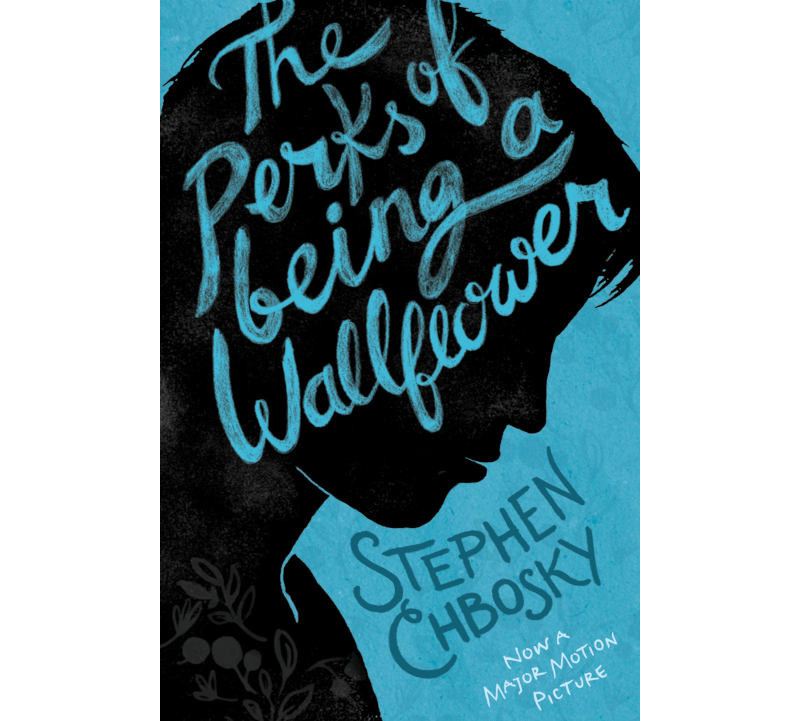 The
Perks of
being a
Wallflower
STEPHEN
CHBOSKY
NOW A
MAJOR MOTION
PICTURE